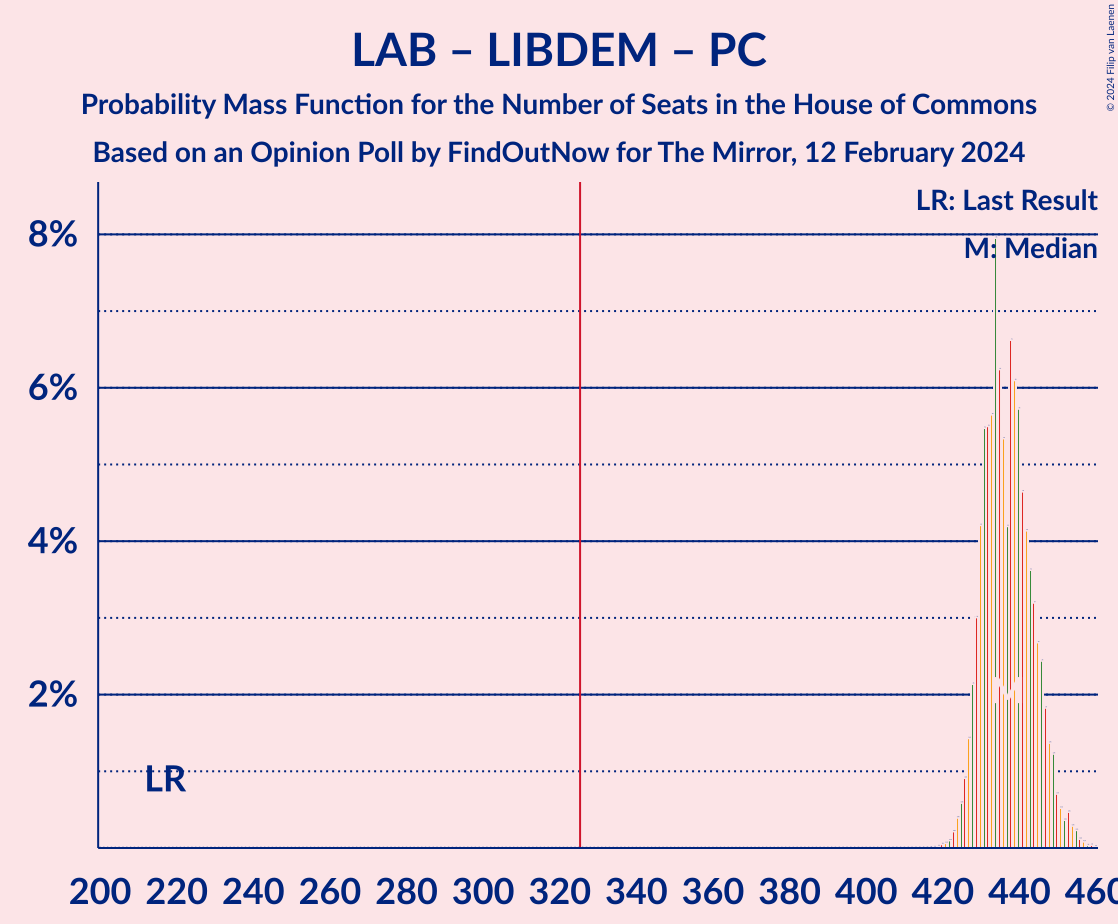 LAB – LIBDEM – PC
Probability Mass Function for the Number of Seats in the House of Commons
Based on an Opinion Poll by FindOutNow for The Mirror, 12 February 2024
© 2024 Filip van Laenen
LR: Last Result
M: Median
8%
6%
4%
2%
LR
200 220 240 260 280 300 320 340 360 380 400 420 440 460